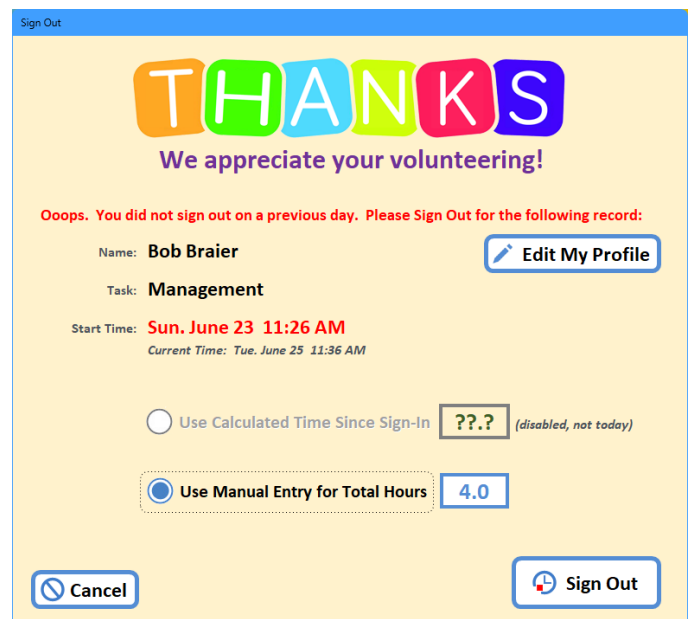 Sign Out
THANKS
We appreciate your volunteering!
Ooops. You did not sign out on a previous day. Please Sign Out for the following record:
Name: Bob Braier
Edit My Profile
Task: Management
Start Time: Sun. June 23 11:26 AM
Current Time: Tue. June 25 11:36 AM
Use Calculated Time Since Sign-In ??.? (disabled, not today)
Use Manual Entry for Total Hours 4.0
Cancel
Sign Out